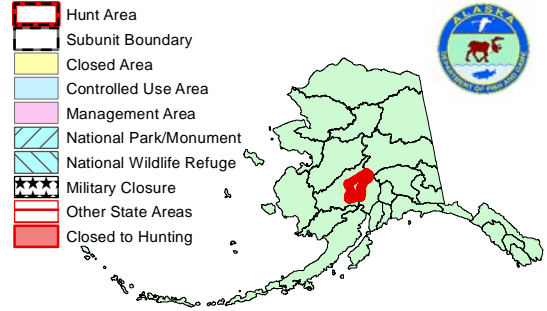 Hunt Area
Subunit Boundary
Closed Area
Controlled Use Area
Management Area
National Park/Monument
National Wildlife Refuge
Military Closure
Other State Areas
Closed to Hunting
ALASKA
DEPARTMENT OF FISH AND GAME